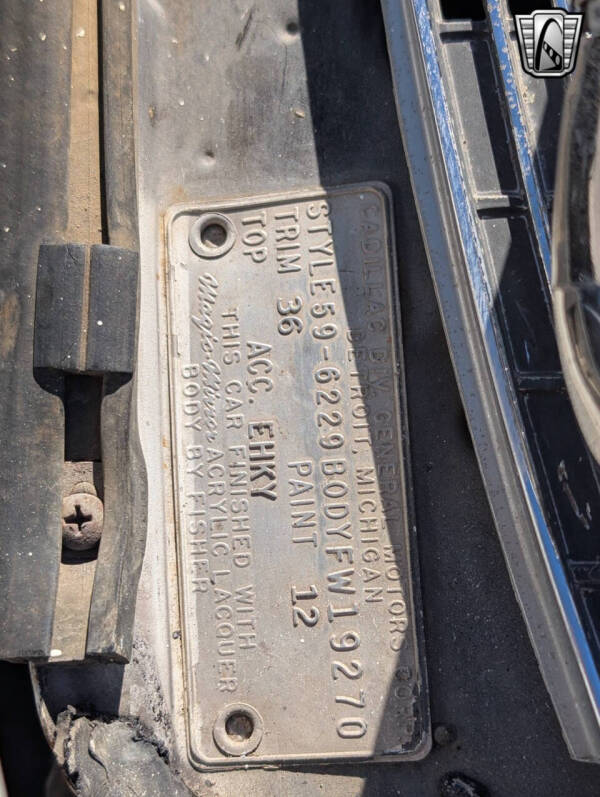 CADILLAC DIV. GENERAL MOTORS CORP.
DETROIT, MICHIGAN
STYLE 59-6229 BODY FW 19270
TRIM 36 PAINT 12
TOP ACC. EHKY
THIS CAR FINISHED WITH
Magic-Mirror ACRYLIC LACQUER
BODY BY FISHER